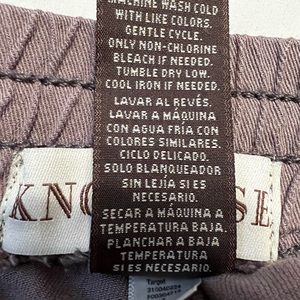 MACHINE WASH COLD
WITH LIKE COLORS.
GENTLE CYCLE.
ONLY NON-CHLORINE
BLEACH IF NEEDED.
TUMBLE DRY LOW.
COOL IRON IF NEEDED.
LAVAR AL REVÉS.
LAVAR A MÁQUINA
CON AGUA FRÍA CON
COLORES SIMILARES.
CICLO DELICADO.
SOLO BLANQUEADOR
SIN LEJÍA SI ES
NECESARIO.
SECAR A MÁQUINA A
TEMPERATURA BAJA.
PLANCHAR A BAJA
TEMPERATURA
SI ES NECESARIO.
KNO SE
Target